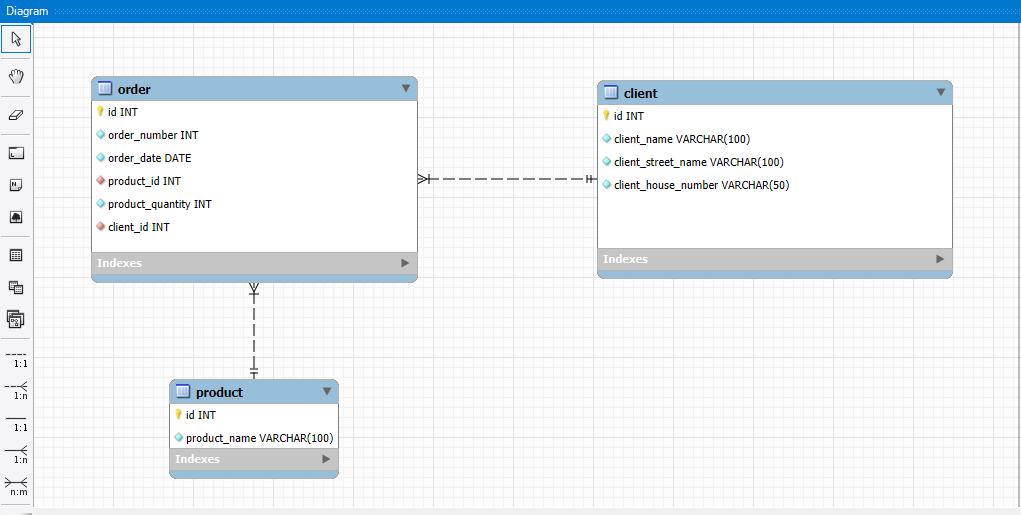 Diagram
order
id INT
order_number INT
order_date DATE
product_id INT
product_quantity INT
client_id INT
Indexes
client
id INT
client_name VARCHAR(100)
client_street_name VARCHAR(100)
client_house_number VARCHAR(50)
Indexes
product
id INT
product_name VARCHAR(100)
Indexes
1:1
1:n
1:1
1:n
n:m